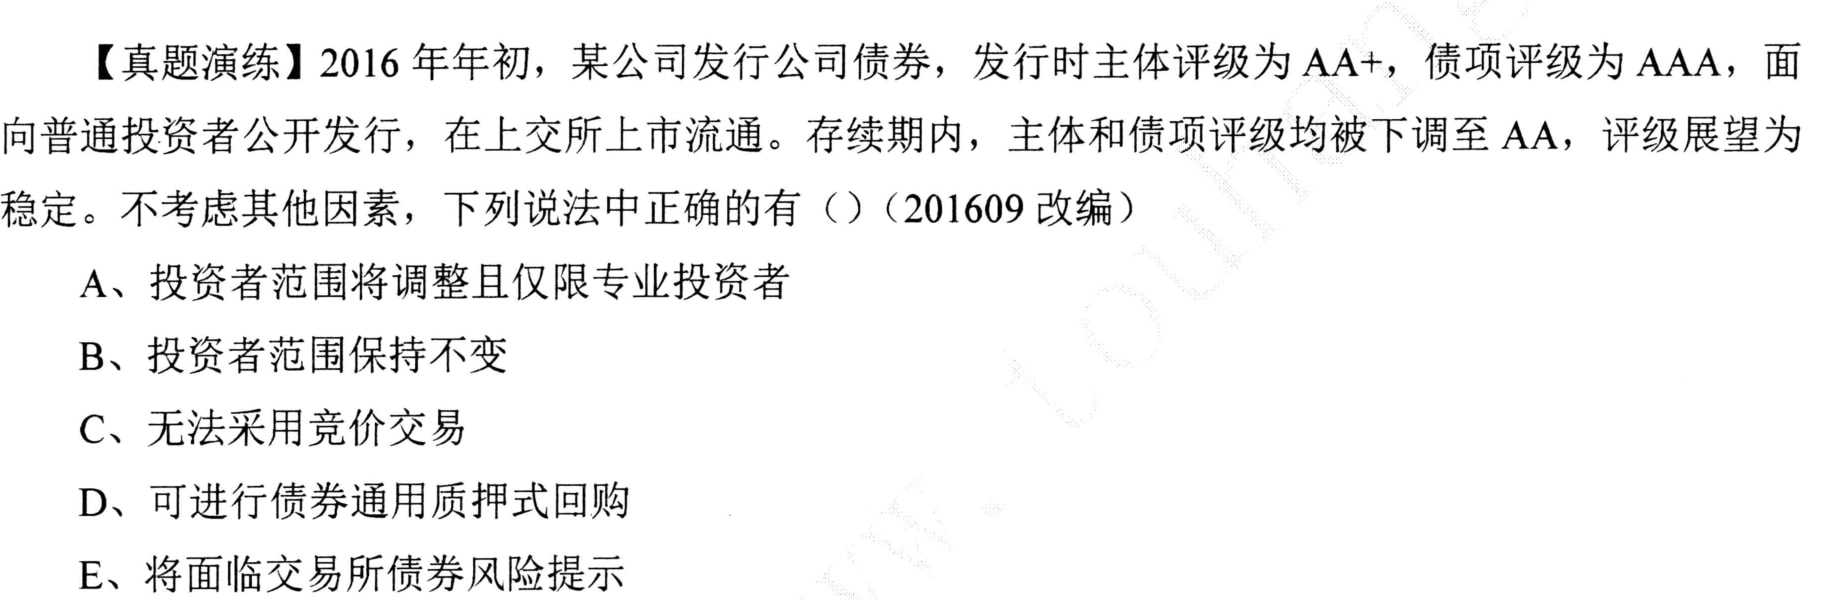 【真题演练】2016 年年初，某公司发行公司债券，发行时主体评级为 AA+，债项评级为 AAA，面
向普通投资者公开发行，在上交所上市流通。存续期内，主体和债项评级均被下调至 AA，评级展望为
稳定。不考虑其他因素，下列说法中正确的有（）（201609 改编）
A、投资者范围将调整且仅限专业投资者
B、投资者范围保持不变
C、无法采用竞价交易
D、可进行债券通用质押式回购
E、将面临交易所债券风险提示